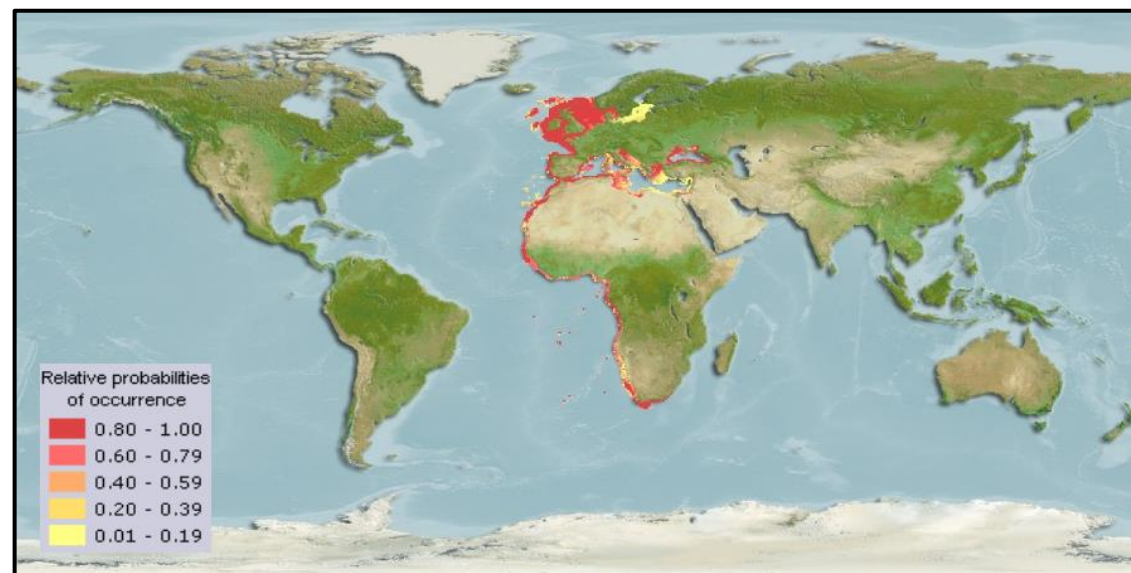 Relative probabilities
of occurrence
0.80 - 1.00
0.60 - 0.79
0.40 - 0.59
0.20 - 0.39
0.01 - 0.19